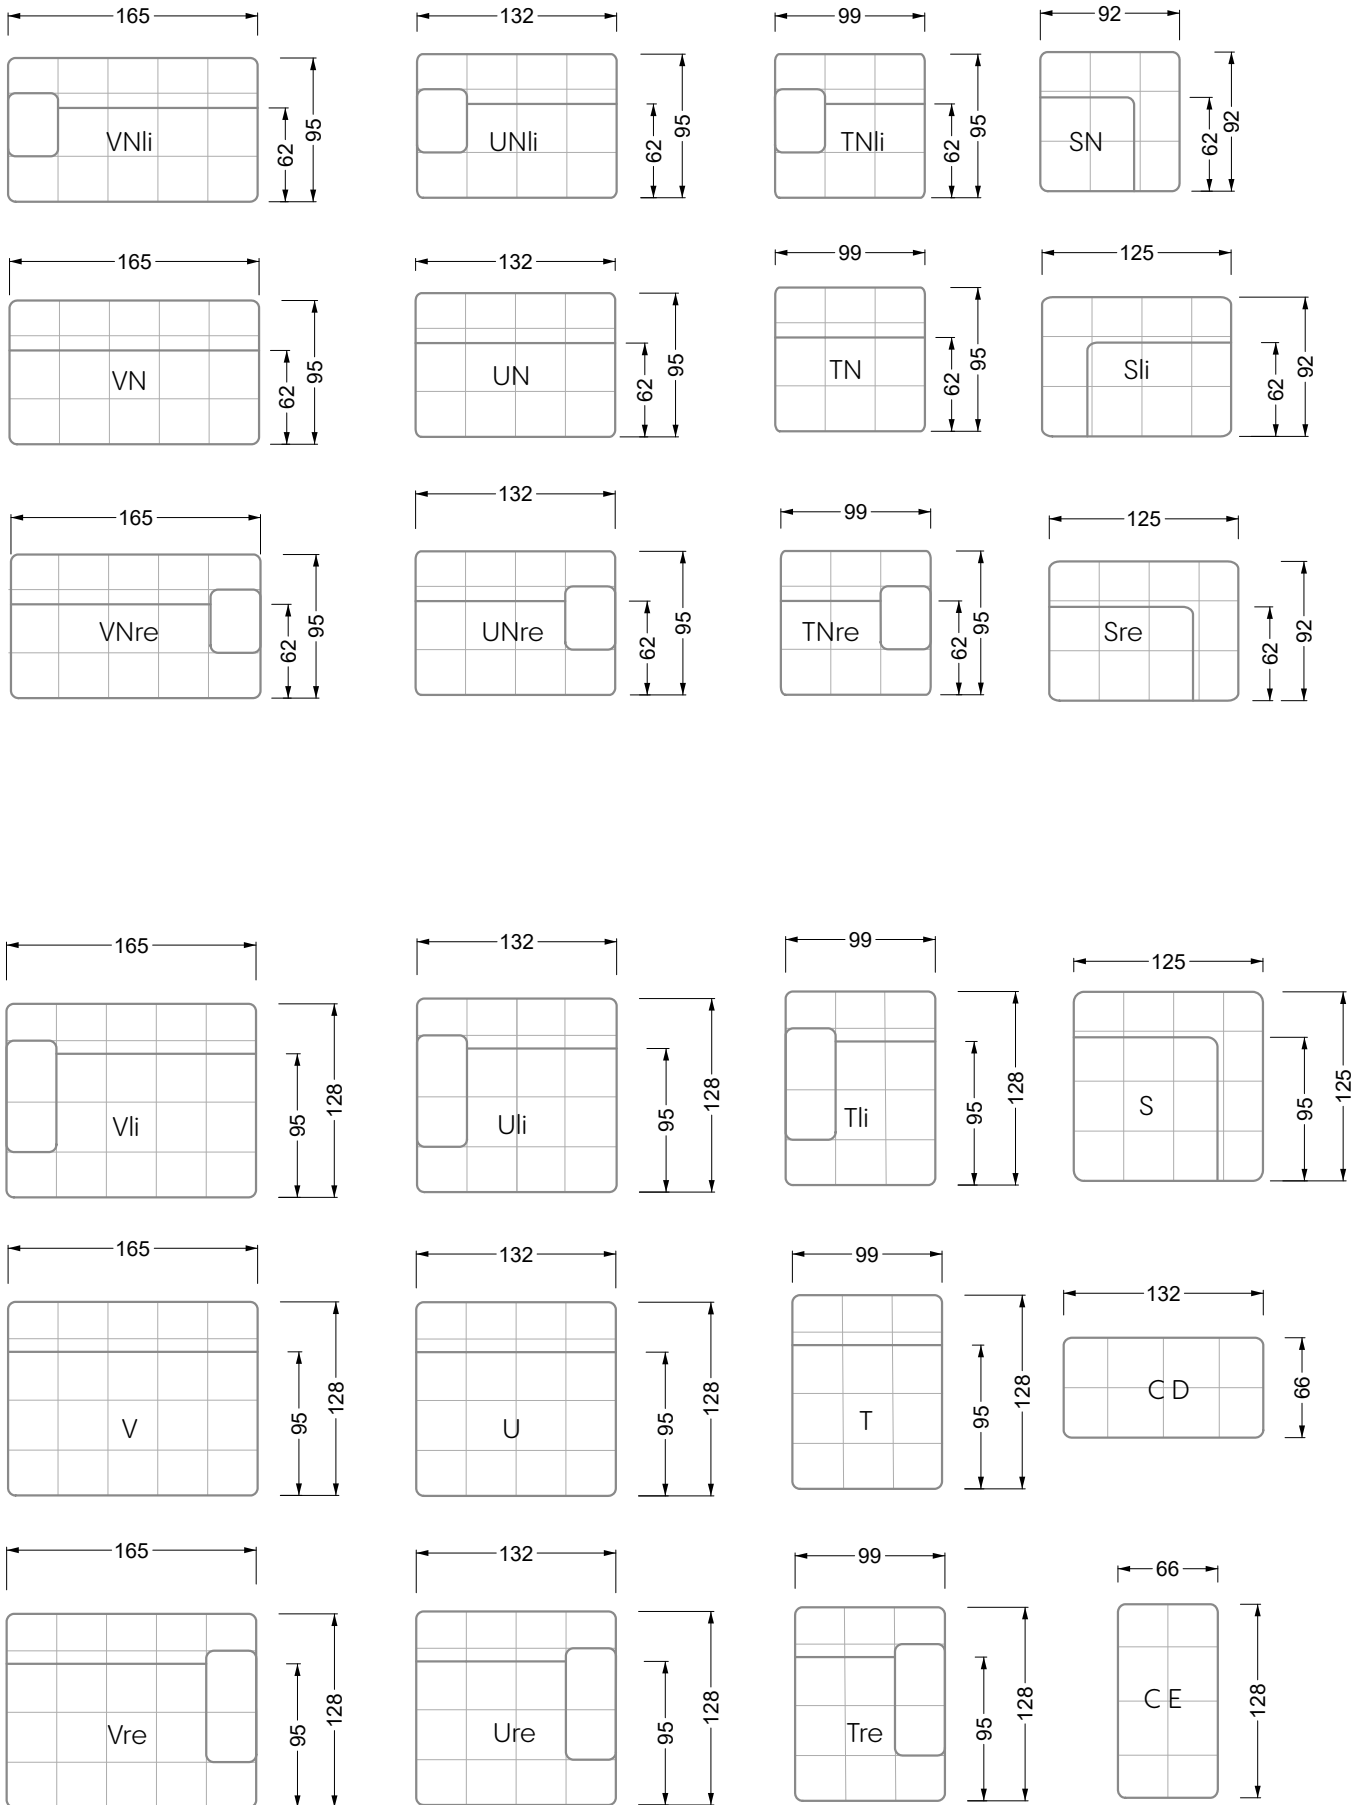 165 132 99 92
VNli 62 95 UNli 62 95 TNli 62 95 SN 62 92
165 132 99 125
VN 62 95 UN 62 95 TN 62 95 Sli 62 92
165 132 99 125
VNre 62 95 UNre 62 95 TNre 62 95 Sre 62 92
165 132 99 125
Vli 95 128 Uli 95 128 Tli 95 128 S 95 125
165 132 99 132
V 95 128 U 95 128 T 95 128 C D 66
165 132 99 66
Vre 95 128 Ure 95 128 Tre 95 128 C E 128